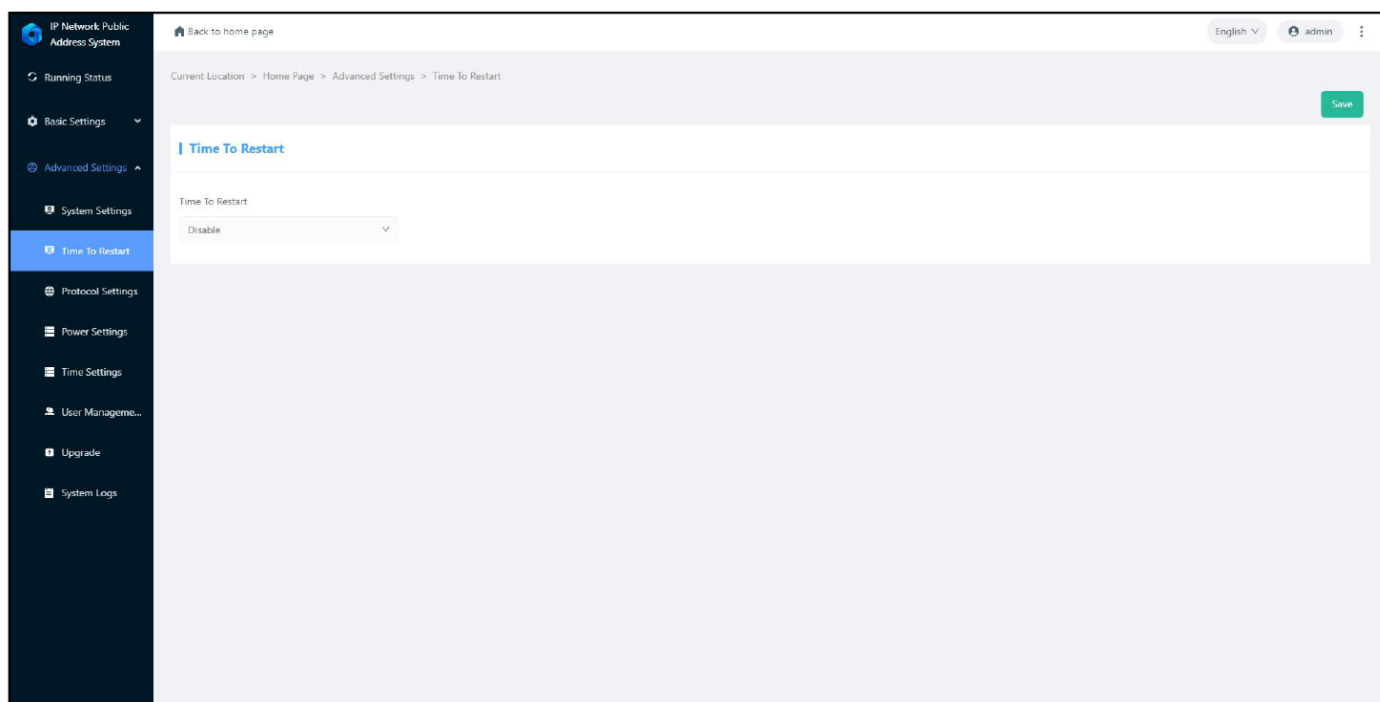 IP Network Public
Address System
Back to home page
English
admin
Running Status
Current Location > Home Page > Advanced Settings > Time To Restart
Save
Basic Settings
Time To Restart
Advanced Settings
Time To Restart
System Settings
Disable
Time To Restart
Protocol Settings
Power Settings
Time Settings
User Manageme...
Upgrade
System Logs